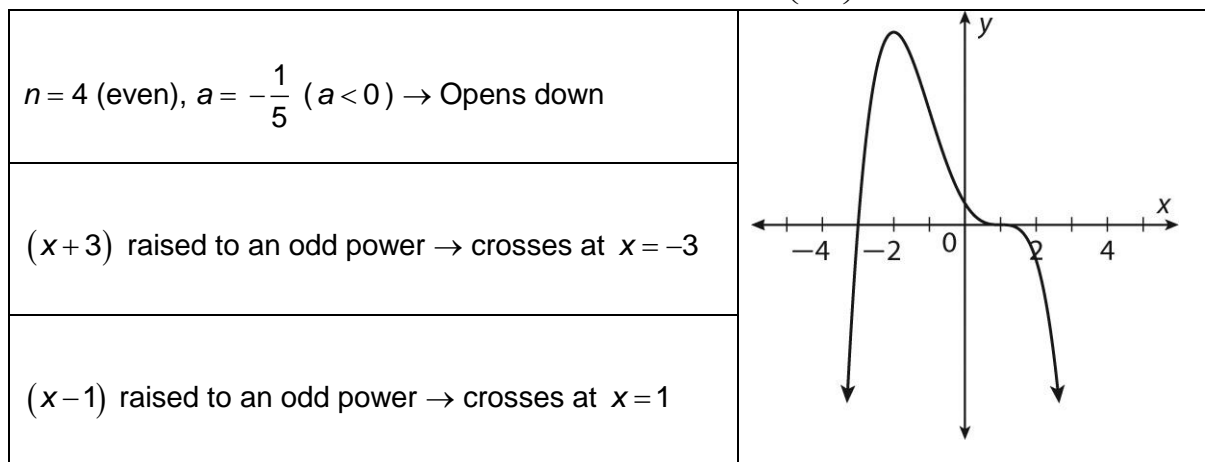 n = 4 (even), a = −1/5 (a < 0) → Opens down
(x + 3) raised to an odd power → crosses at x = −3
(x − 1) raised to an odd power → crosses at x = 1
y
x
−4 −2 0 2 4